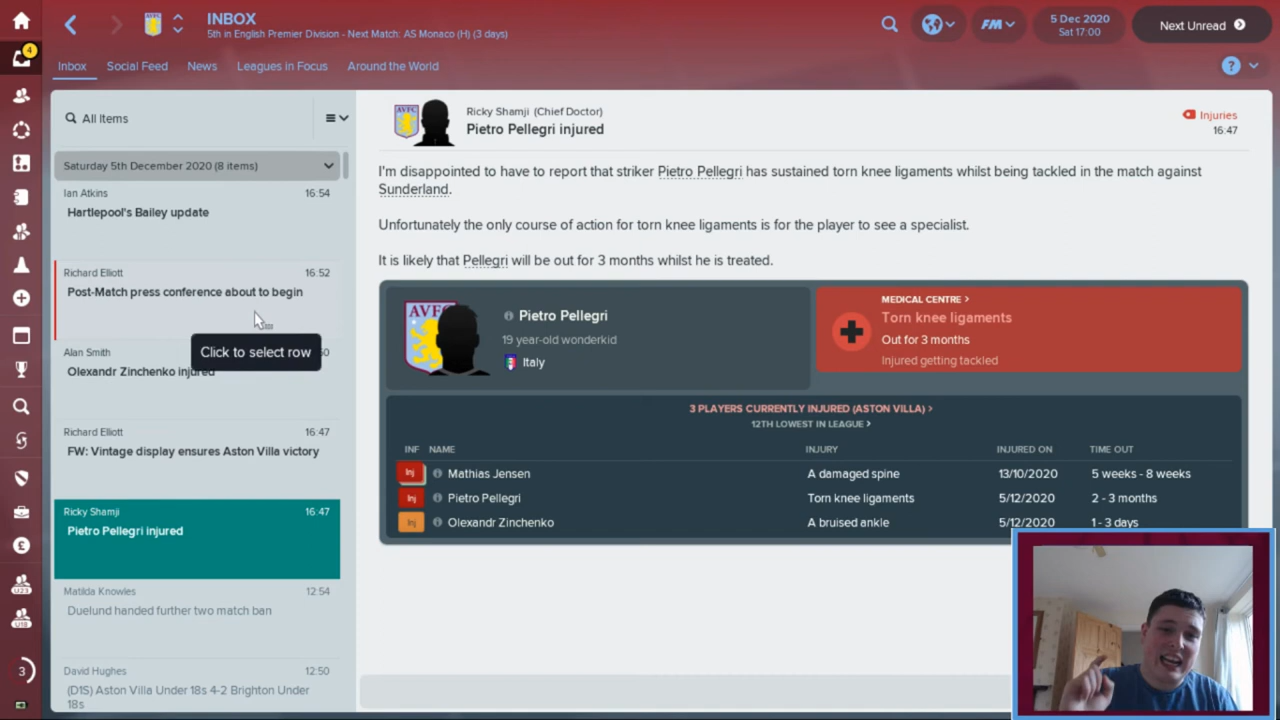 INBOX
5th in English Premier Division - Next Match: AS Monaco (H) (3 days)
FM
5 Dec 2020
Sat 17:00
Next Unread
4
Inbox
Social Feed
News
Leagues in Focus
Around the World
?
All Items
Saturday 5th December 2020 (8 items)
Ian Atkins 16:54
Hartlepool's Bailey update
Richard Elliott 16:52
Post-Match press conference about to begin
Click to select row
Alan Smith
Olexandr Zinchenko injured
Richard Elliott 16:47
FW: Vintage display ensures Aston Villa victory
Ricky Shamji 16:47
Pietro Pellegri injured
Matilda Knowles 12:54
Duelund handed further two match ban
David Hughes 12:50
(D1S) Aston Villa Under 18s 4-2 Brighton Under
18s
U23
U18
3
AVFC
Ricky Shamji (Chief Doctor)
Pietro Pellegri injured
Injuries
16:47
I'm disappointed to have to report that striker Pietro Pellegri has sustained torn knee ligaments whilst being tackled in the match against
Sunderland.
Unfortunately the only course of action for torn knee ligaments is for the player to see a specialist.
It is likely that Pellegri will be out for 3 months whilst he is treated.
AVFC
Pietro Pellegri
19 year-old wonderkid
Italy
MEDICAL CENTRE >
Torn knee ligaments
Out for 3 months
Injured getting tackled
3 PLAYERS CURRENTLY INJURED (ASTON VILLA) >
12TH LOWEST IN LEAGUE >
INF NAME INJURY INJURED ON TIME OUT
Inj Mathias Jensen A damaged spine 13/10/2020 5 weeks - 8 weeks
Inj Pietro Pellegri Torn knee ligaments 5/12/2020 2 - 3 months
Inj Olexandr Zinchenko A bruised ankle 5/12/2020 1 - 3 days